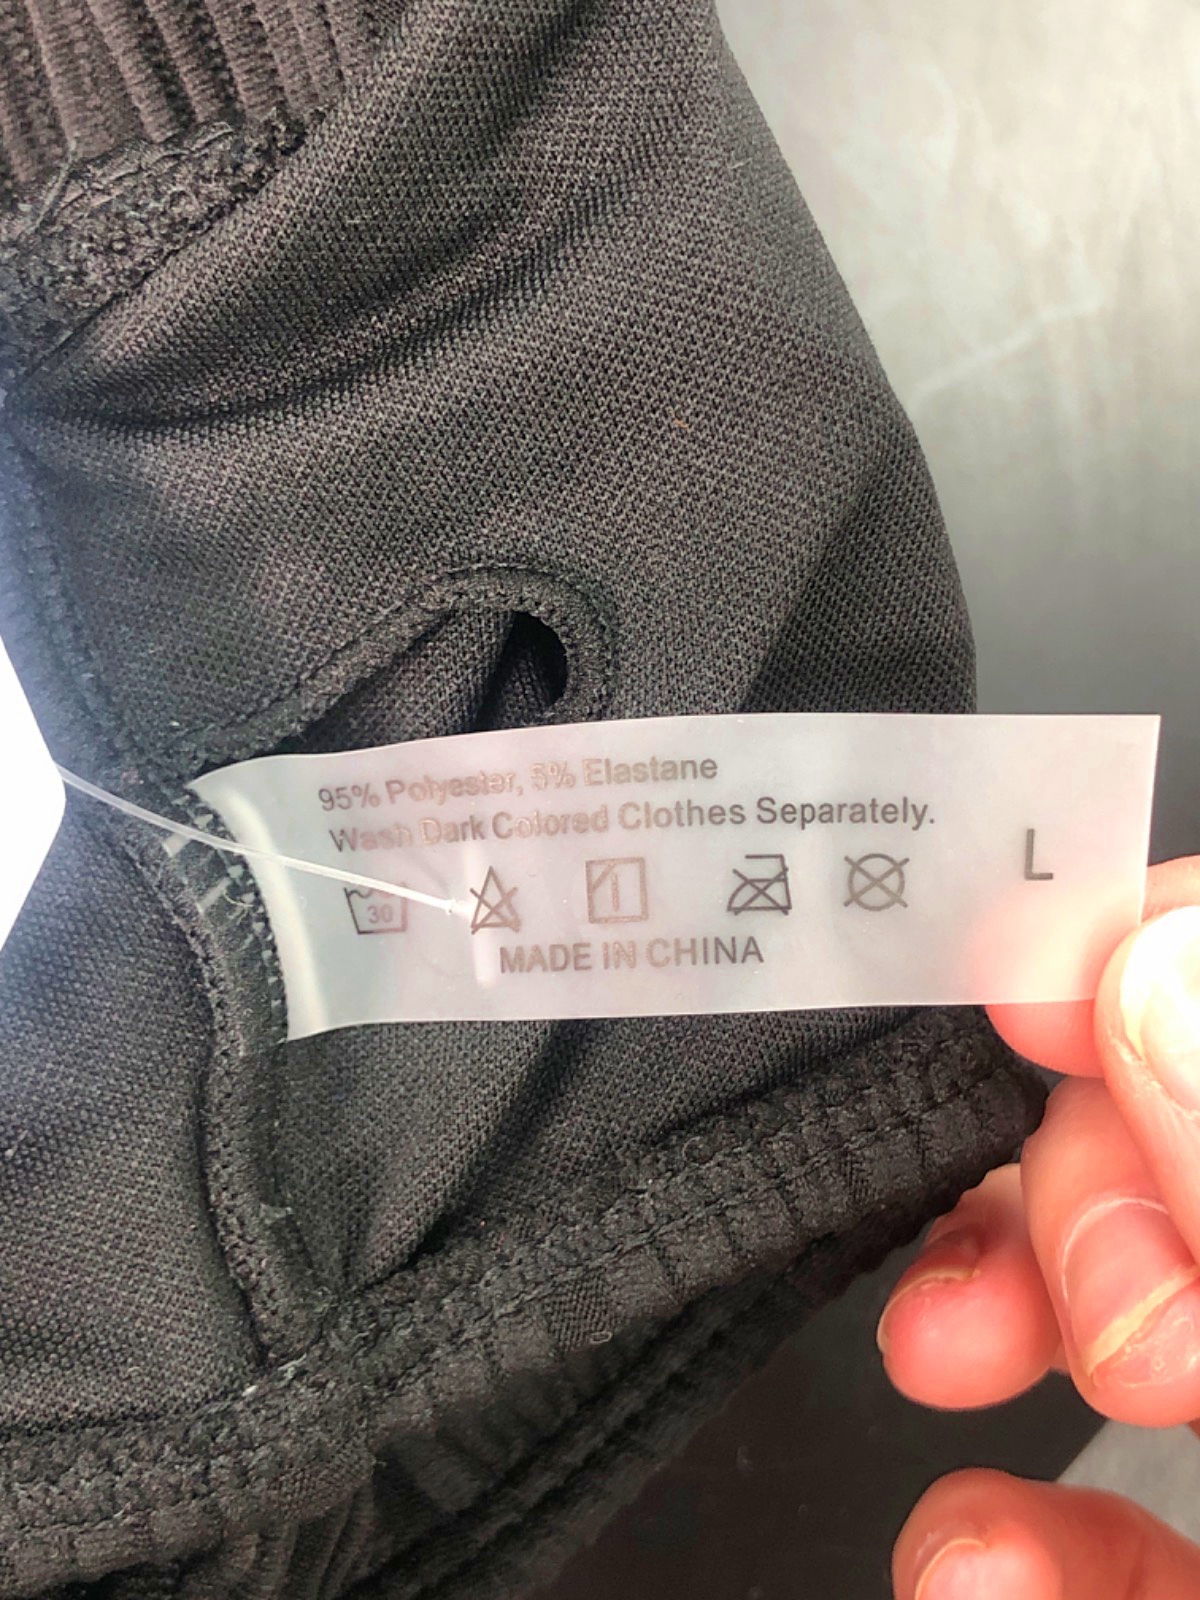 95% Polyester, 5% Elastane
Wash Dark Colored Clothes Separately.
30
L
MADE IN CHINA